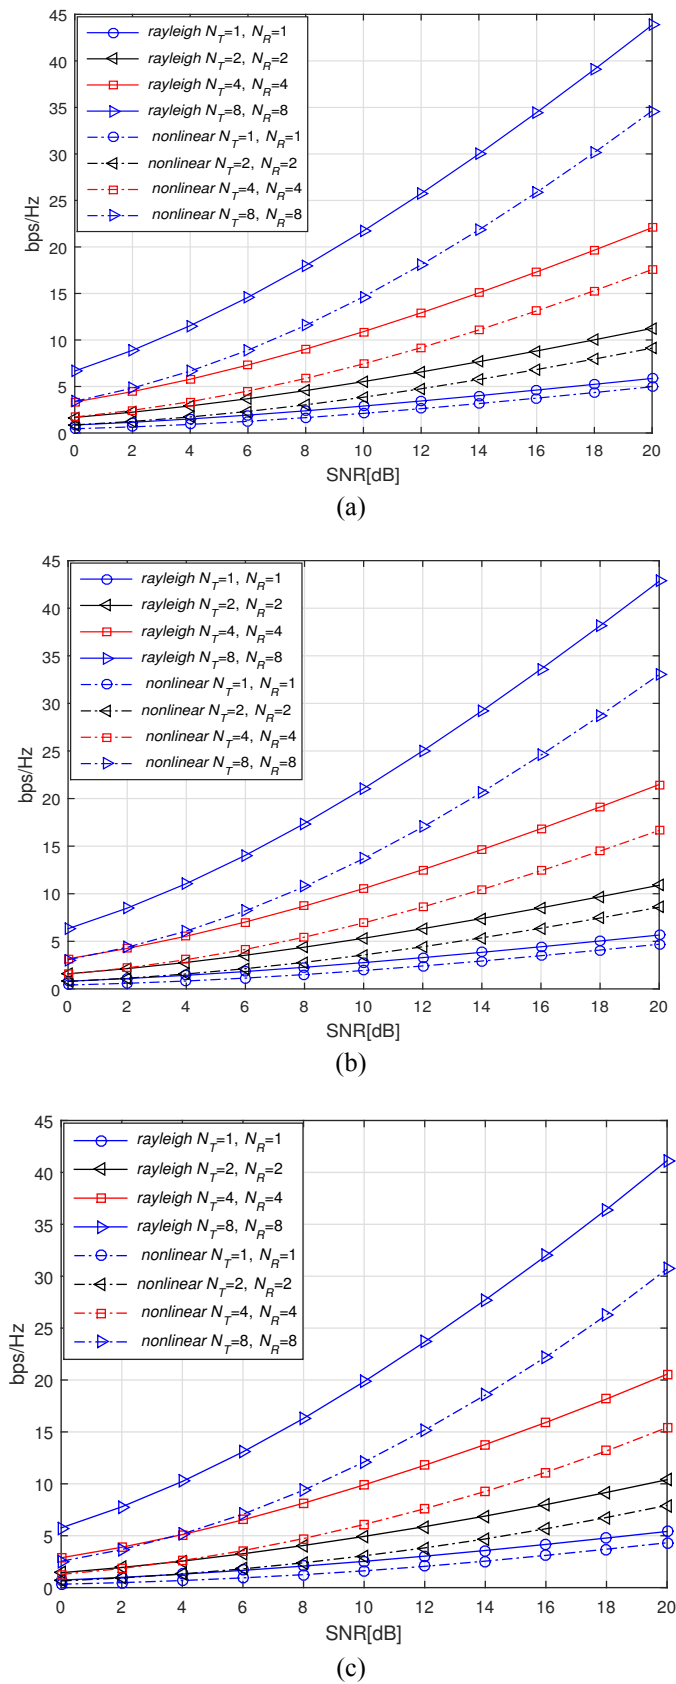 45
40
35
30
25
20
15
10
5
0
bps/Hz
rayleigh N_T=1, N_R=1
rayleigh N_T=2, N_R=2
rayleigh N_T=4, N_R=4
rayleigh N_T=8, N_R=8
nonlinear N_T=1, N_R=1
nonlinear N_T=2, N_R=2
nonlinear N_T=4, N_R=4
nonlinear N_T=8, N_R=8
0 2 4 6 8 10 12 14 16 18 20
SNR[dB]
(a)
45
40
35
30
25
20
15
10
5
0
bps/Hz
rayleigh N_T=1, N_R=1
rayleigh N_T=2, N_R=2
rayleigh N_T=4, N_R=4
rayleigh N_T=8, N_R=8
nonlinear N_T=1, N_R=1
nonlinear N_T=2, N_R=2
nonlinear N_T=4, N_R=4
nonlinear N_T=8, N_R=8
0 2 4 6 8 10 12 14 16 18 20
SNR[dB]
(b)
45
40
35
30
25
20
15
10
5
0
bps/Hz
rayleigh N_T=1, N_R=1
rayleigh N_T=2, N_R=2
rayleigh N_T=4, N_R=4
rayleigh N_T=8, N_R=8
nonlinear N_T=1, N_R=1
nonlinear N_T=2, N_R=2
nonlinear N_T=4, N_R=4
nonlinear N_T=8, N_R=8
0 2 4 6 8 10 12 14 16 18 20
SNR[dB]
(c)